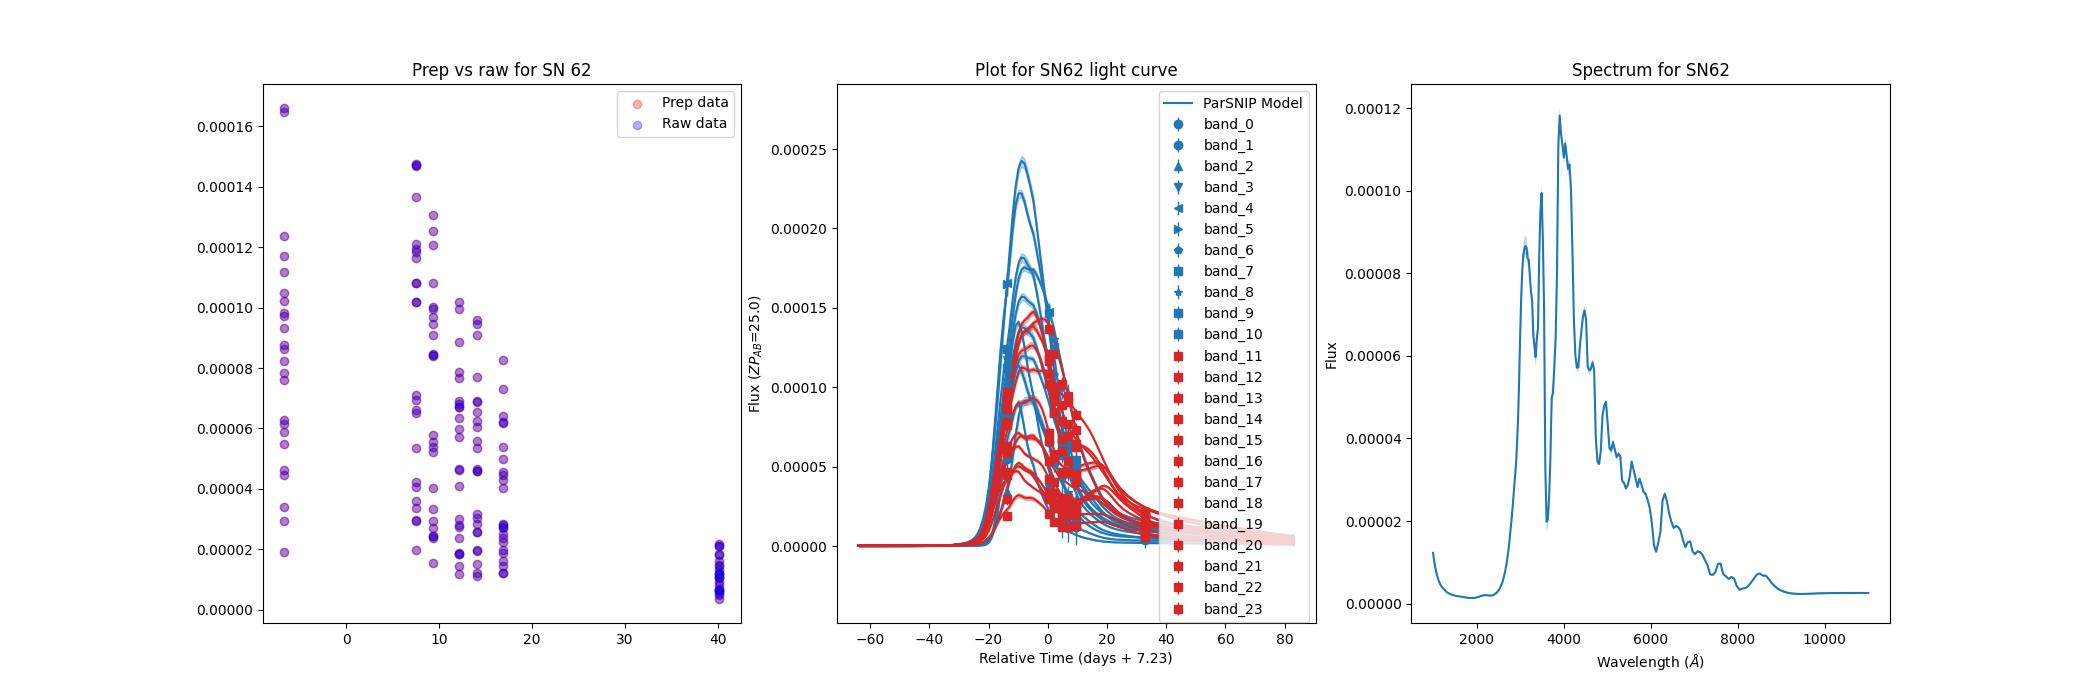 Prep vs raw for SN 62
0.00016
0.00014
0.00012
0.00010
0.00008
0.00006
0.00004
0.00002
0.00000
0
10
20
30
40
Prep data
Raw data
Plot for SN62 light curve
Flux (ZP_AB=25.0)
0.00025
0.00020
0.00015
0.00010
0.00005
0.00000
−60
−40
−20
0
20
40
60
80
Relative Time (days + 7.23)
ParSNIP Model
band_0
band_1
band_2
band_3
band_4
band_5
band_6
band_7
band_8
band_9
band_10
band_11
band_12
band_13
band_14
band_15
band_16
band_17
band_18
band_19
band_20
band_21
band_22
band_23
Spectrum for SN62
Flux
0.00012
0.00010
0.00008
0.00006
0.00004
0.00002
0.00000
2000
4000
6000
8000
10000
Wavelength (Å)